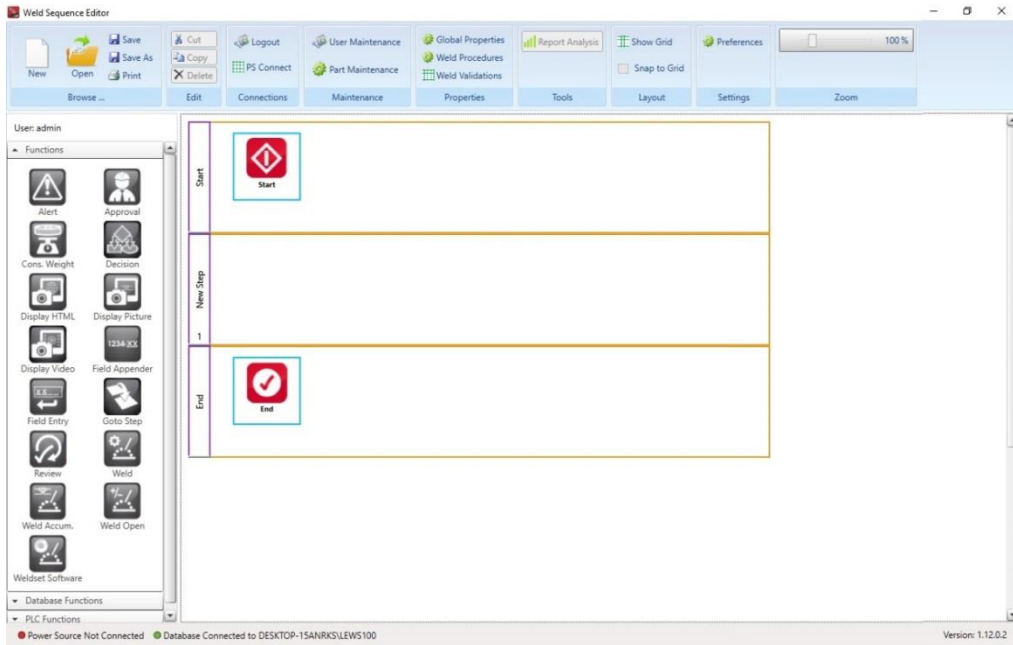 Weld Sequence Editor
New
Open
Save
Save As
Print
Browse ...
Cut
Copy
Delete
Edit
Logout
PS Connect
Connections
User Maintenance
Part Maintenance
Maintenance
Global Properties
Weld Procedures
Weld Validations
Properties
Report Analysis
Tools
Show Grid
Snap to Grid
Layout
Preferences
Settings
100 %
Zoom
User: admin
Functions
Alert
Approval
Cons. Weight
Decision
Display HTML
Display Picture
Display Video
1234-XX
Field Appender
Field Entry
Goto Step
Review
Weld
Weld Accum.
Weld Open
Weldset Software
Database Functions
PLC Functions
Start
Start
New Step
1
End
End
Power Source Not Connected
Database Connected to DESKTOP-15ANRKS\LEWS100
Version: 1.12.0.2